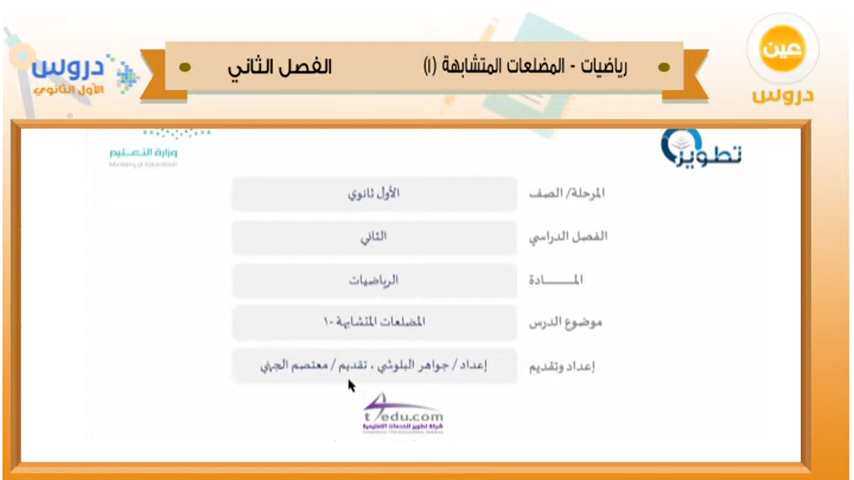 عين
دروس
رياضيات - المضلعات المتشابهة (١) الفصل الثاني
دروس
الأول الثانوي
تطوير
وزارة التعليم
Ministry of Education
المرحلة/ الصف الأول ثانوي
الفصل الدراسي الثاني
المـــــادة الرياضيات
موضوع الدرس المضلعات المتشابهة -١
إعداد وتقديم إعداد/ جواهر البلوشي ، تقديم/ معتصم الجهني
t4edu.com
شركة تطوير للخدمات التعليمية